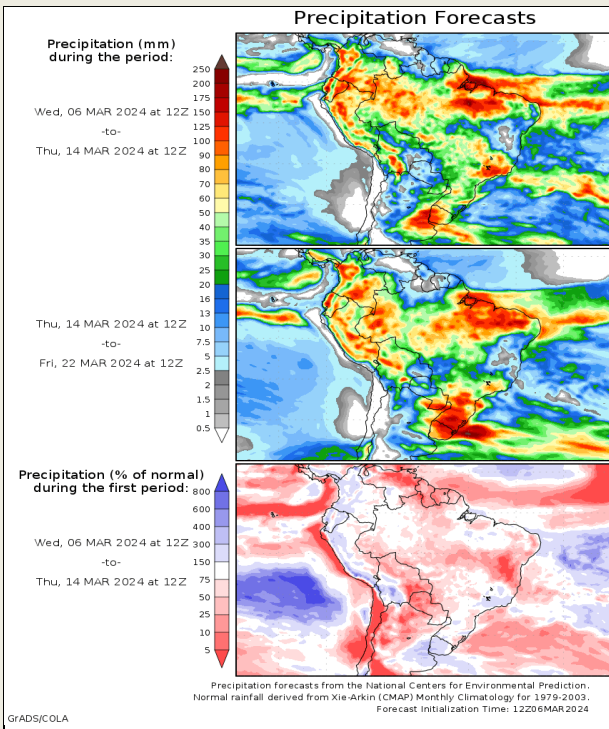 Precipitation Forecasts
Precipitation (mm)
during the period:
Wed, 06 MAR 2024 at 12Z
-to-
Thu, 14 MAR 2024 at 12Z
250
200
175
150
125
100
90
80
70
60
50
40
35
30
25
20
16
13
10
7.5
5
2.5
2
1.5
1
0.5
Thu, 14 MAR 2024 at 12Z
-to-
Fri, 22 MAR 2024 at 12Z
Precipitation (% of normal)
during the first period:
Wed, 06 MAR 2024 at 12Z
-to-
Thu, 14 MAR 2024 at 12Z
800
600
400
300
150
75
50
25
10
5
Precipitation forecasts from the National Centers for Environmental Prediction.
Normal rainfall derived from Xie-Arkin (CMAP) Monthly Climatology for 1979-2003.
Forecast Initialization Time: 12Z06MAR2024
GrADS/COLA